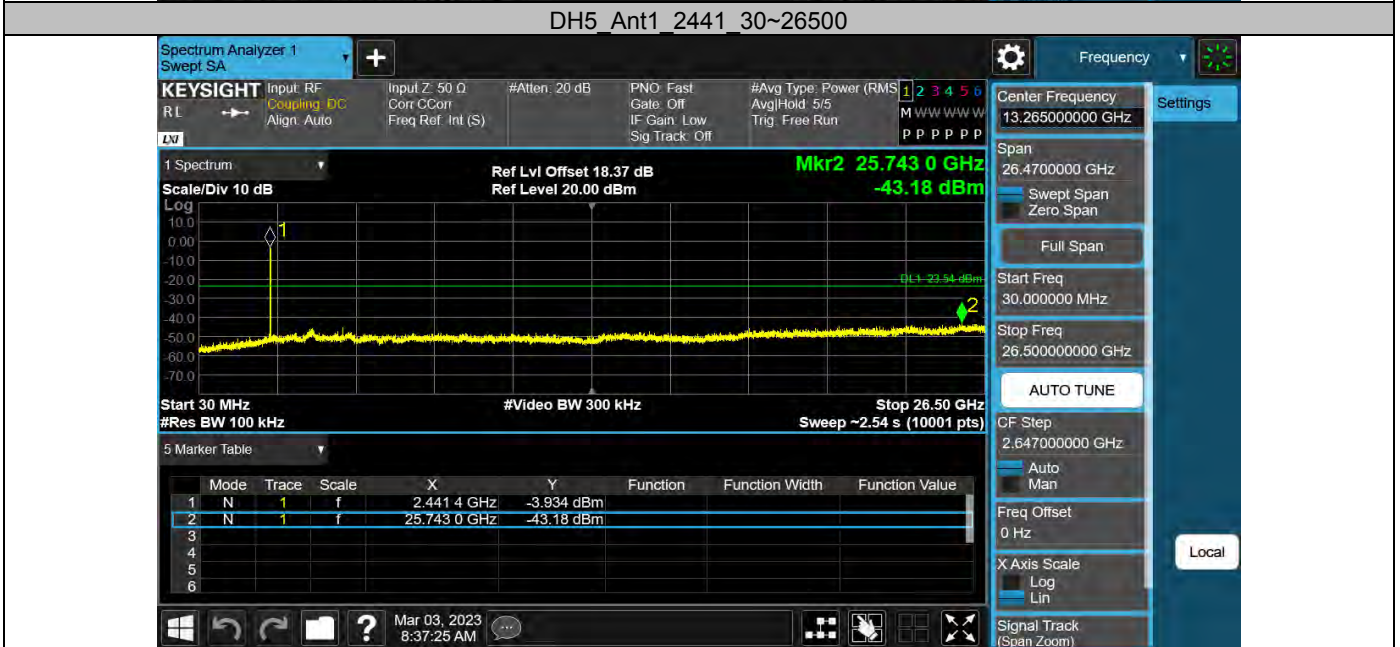 DH5_Ant1_2441_30~26500
Spectrum Analyzer 1
Swept SA
Frequency
KEYSIGHT
RL
LXI
Input: RF
Coupling: DC
Align: Auto
Input Z: 50 Ω
Corr CCorr
Freq Ref: Int (S)
#Atten: 20 dB
PNO: Fast
Gate: Off
IF Gain: Low
Sig Track: Off
#Avg Type: Power (RMS
Avg|Hold: 5/5
Trig: Free Run
1 2 3 4 5 6
M W W W W W
P P P P P P
1 Spectrum
Scale/Div 10 dB
Ref Lvl Offset 18.37 dB
Ref Level 20.00 dBm
Mkr2 25.743 0 GHz
-43.18 dBm
Log
10.0
0.00
-10.0
-20.0
-30.0
-40.0
-50.0
-60.0
-70.0
1
DL1 -23.54 dBm
2
Start 30 MHz
#Video BW 300 kHz
Stop 26.50 GHz
#Res BW 100 kHz
Sweep ~2.54 s (10001 pts)
5 Marker Table
Mode Trace Scale X Y Function Function Width Function Value
1 N 1 f 2.441 4 GHz -3.934 dBm
2 N 1 f 25.743 0 GHz -43.18 dBm
3
4
5
6
Mar 03, 2023
8:37:25 AM
Center Frequency
13.265000000 GHz
Settings
Span
26.4700000 GHz
Swept Span
Zero Span
Full Span
Start Freq
30.000000 MHz
Stop Freq
26.500000000 GHz
AUTO TUNE
CF Step
2.647000000 GHz
Auto
Man
Freq Offset
0 Hz
Local
X Axis Scale
Log
Lin
Signal Track
(Span Zoom)